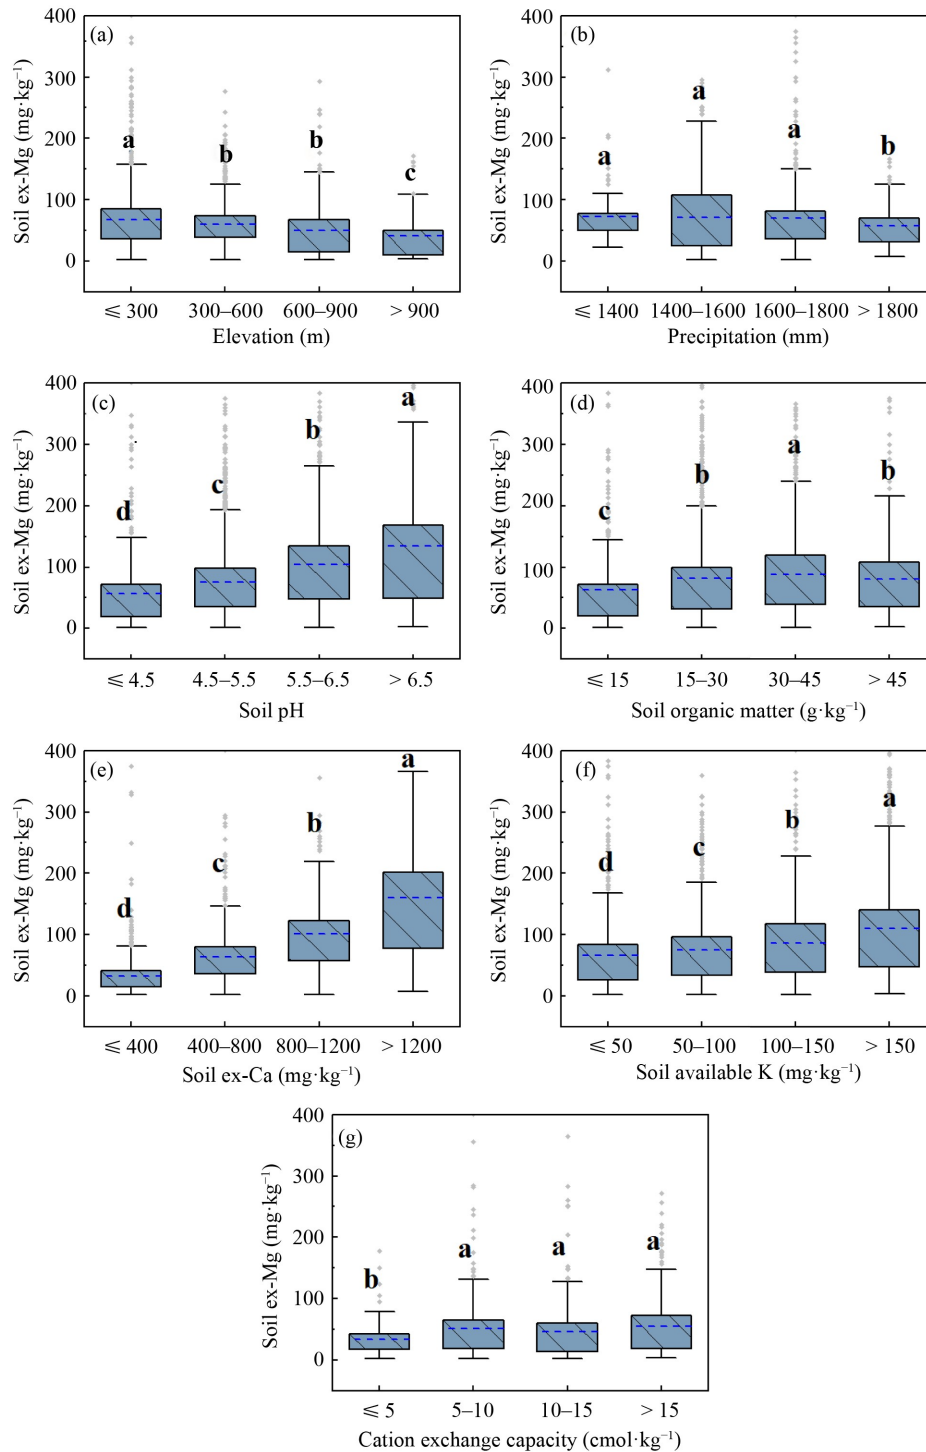 (a)
400
300
200
100
0
Soil ex-Mg (mg·kg⁻¹)
a
b
b
c
⩽ 300
300–600
600–900
> 900
Elevation (m)
(b)
400
300
200
100
0
Soil ex-Mg (mg·kg⁻¹)
a
a
a
b
⩽ 1400
1400–1600
1600–1800
> 1800
Precipitation (mm)
(c)
400
300
200
100
0
Soil ex-Mg (mg·kg⁻¹)
d
c
b
a
⩽ 4.5
4.5–5.5
5.5–6.5
> 6.5
Soil pH
(d)
400
300
200
100
0
Soil ex-Mg (mg·kg⁻¹)
c
b
a
b
⩽ 15
15–30
30–45
> 45
Soil organic matter (g·kg⁻¹)
(e)
400
300
200
100
0
Soil ex-Mg (mg·kg⁻¹)
d
c
b
a
⩽ 400
400–800
800–1200
> 1200
Soil ex-Ca (mg·kg⁻¹)
(f)
400
300
200
100
0
Soil ex-Mg (mg·kg⁻¹)
d
c
b
a
⩽ 50
50–100
100–150
> 150
Soil available K (mg·kg⁻¹)
(g)
400
300
200
100
0
Soil ex-Mg (mg·kg⁻¹)
b
a
a
a
⩽ 5
5–10
10–15
> 15
Cation exchange capacity (cmol·kg⁻¹)